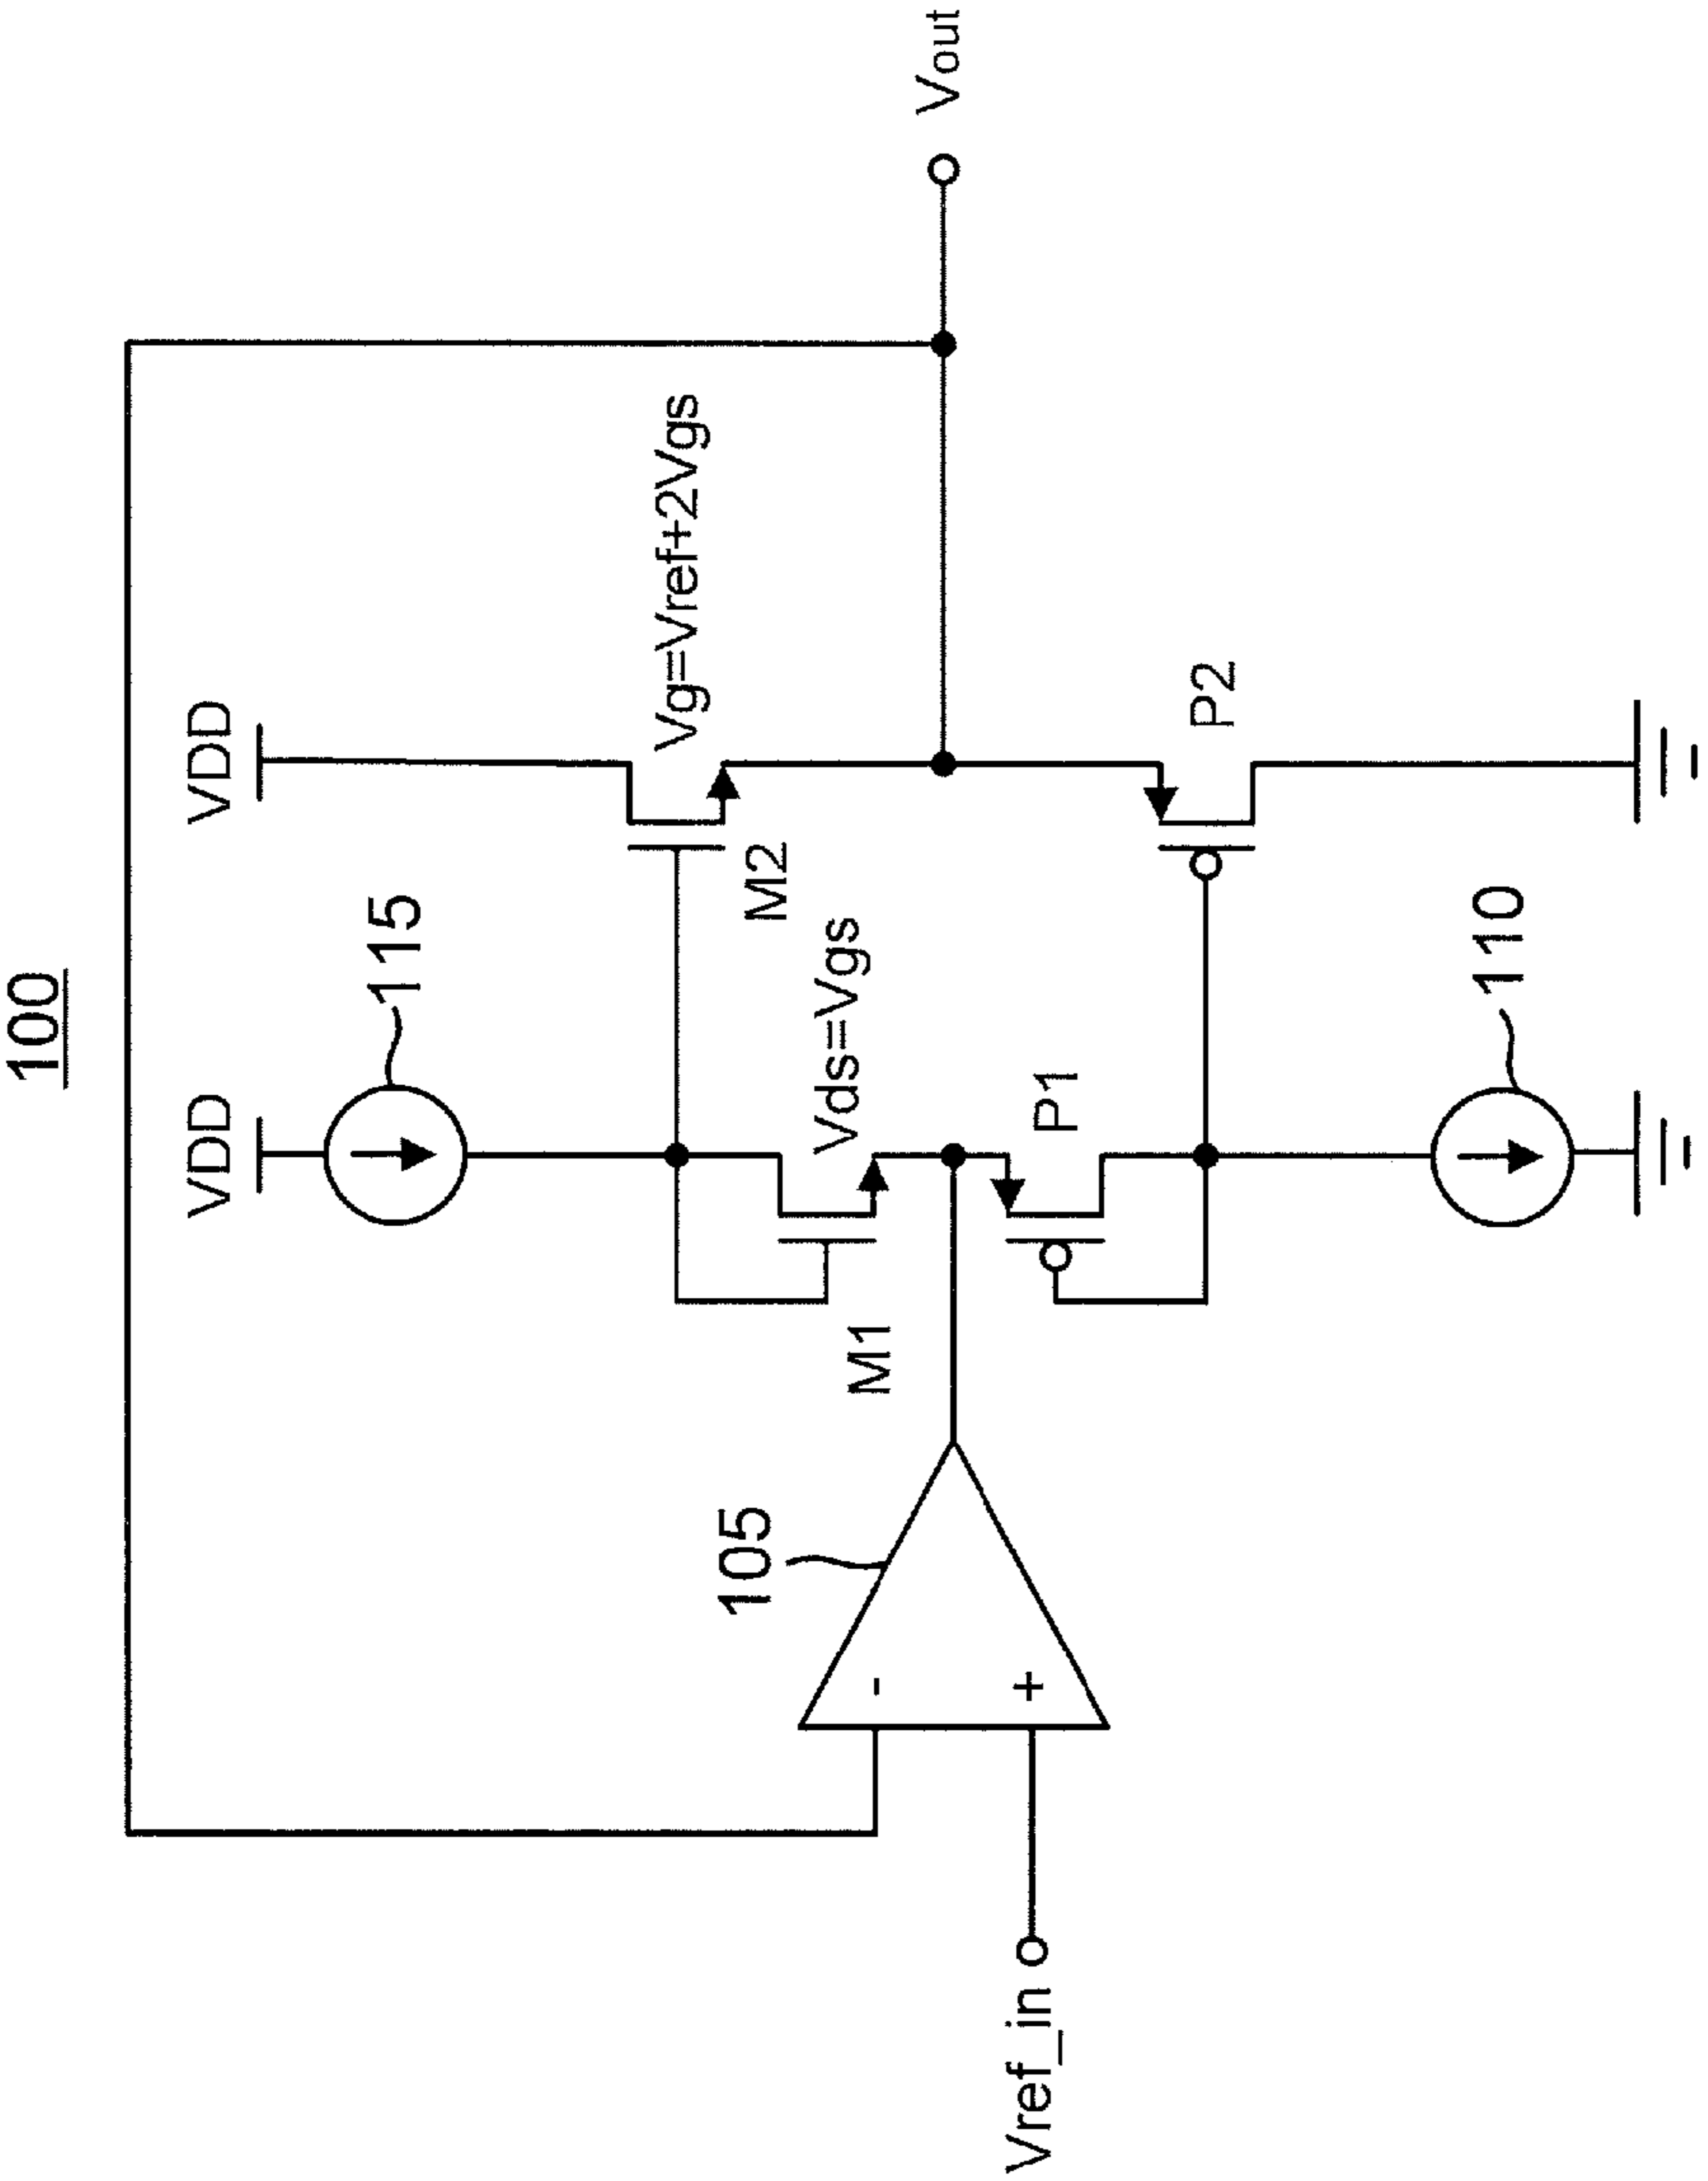 100
VDD
VDD
115
Vg=Vref+2Vgs
M2
Vds=Vgs
M1
105
-
+
Vref_in
Vout
P1
P2
110